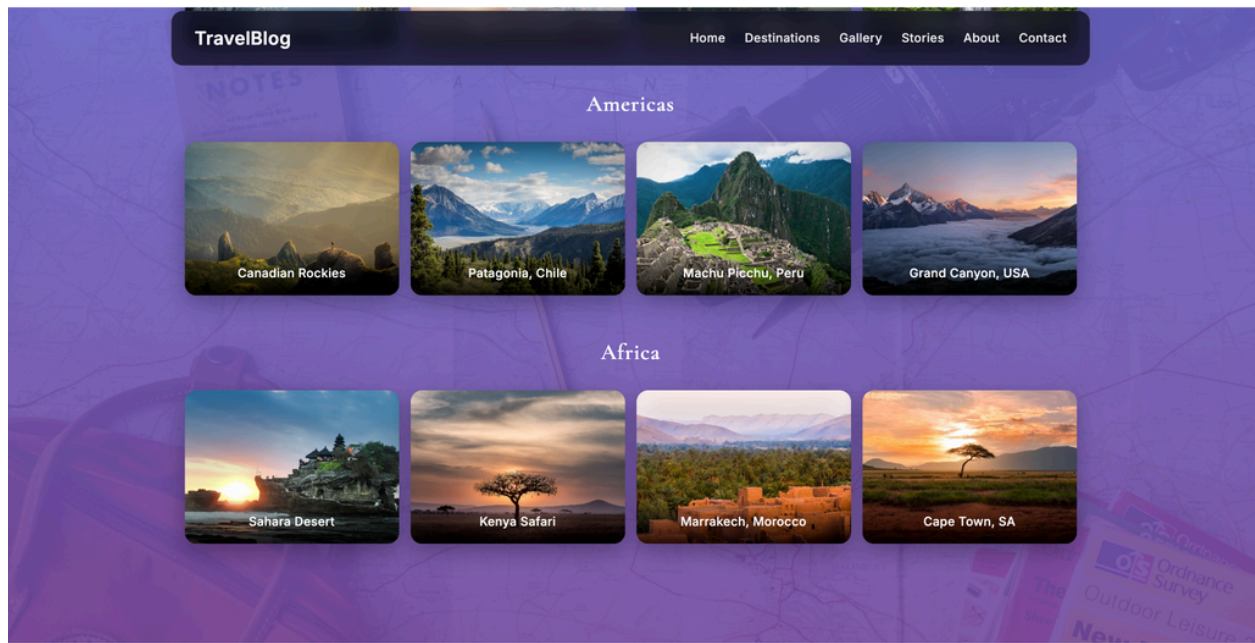 TravelBlog
Home Destinations Gallery Stories About Contact
NOTES
Americas
Canadian Rockies
Patagonia, Chile
Machu Picchu, Peru
Grand Canyon, USA
Africa
Sahara Desert
Kenya Safari
Marrakech, Morocco
Cape Town, SA
OS Ordnance
Survey
Outdoor Leisure